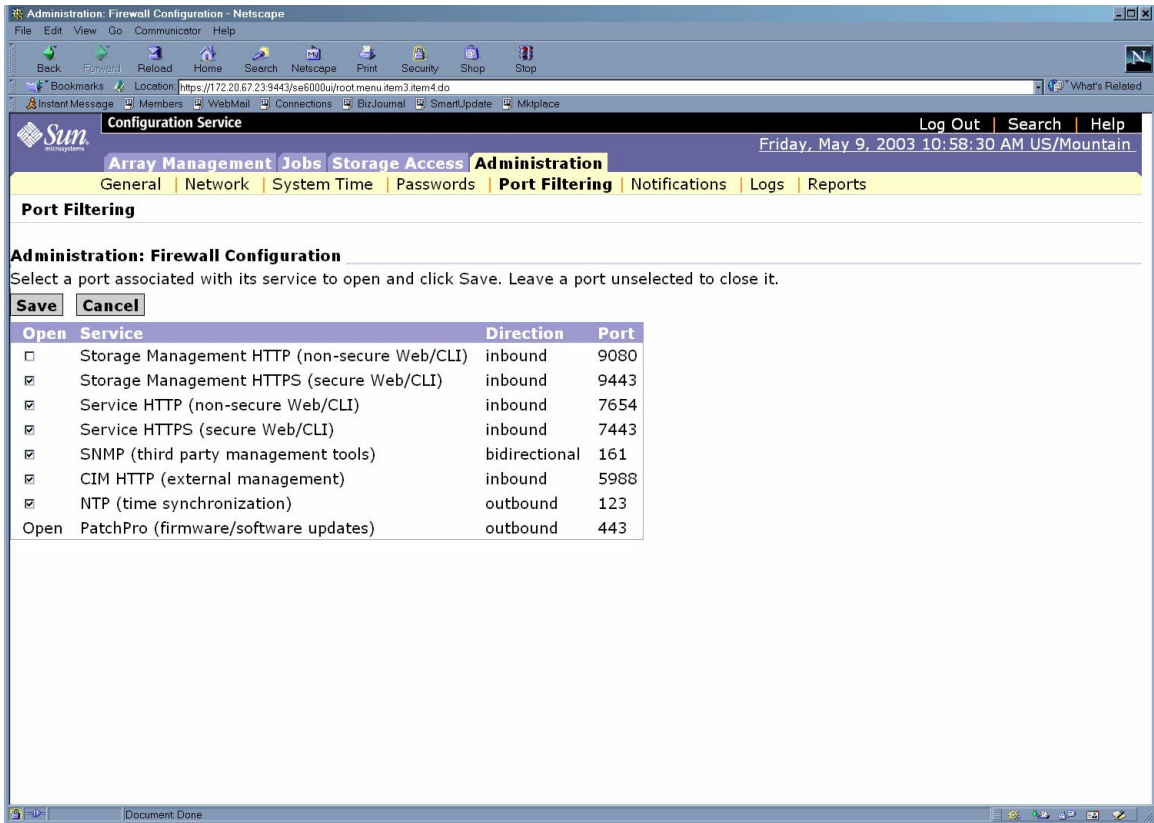 Administration: Firewall Configuration - Netscape
File Edit View Go Communicator Help
Back Forward Reload Home Search Netscape Print Security Shop Stop
Bookmarks Location: https://172.20.67.23:9443/se6000ui/root.menu.item3.item4.do What's Related
Instant Message Members WebMail Connections BizJournal SmartUpdate Mktplace
Sun microsystems
Configuration Service
Log Out | Search | Help
Friday, May 9, 2003 10:58:30 AM US/Mountain
Array Management Jobs Storage Access Administration
General | Network | System Time | Passwords | Port Filtering | Notifications | Logs | Reports
Port Filtering
Administration: Firewall Configuration
Select a port associated with its service to open and click Save. Leave a port unselected to close it.
Save Cancel
Open Service Direction Port
Storage Management HTTP (non-secure Web/CLI) inbound 9080
Storage Management HTTPS (secure Web/CLI) inbound 9443
Service HTTP (non-secure Web/CLI) inbound 7654
Service HTTPS (secure Web/CLI) inbound 7443
SNMP (third party management tools) bidirectional 161
CIM HTTP (external management) inbound 5988
NTP (time synchronization) outbound 123
Open PatchPro (firmware/software updates) outbound 443
Document: Done